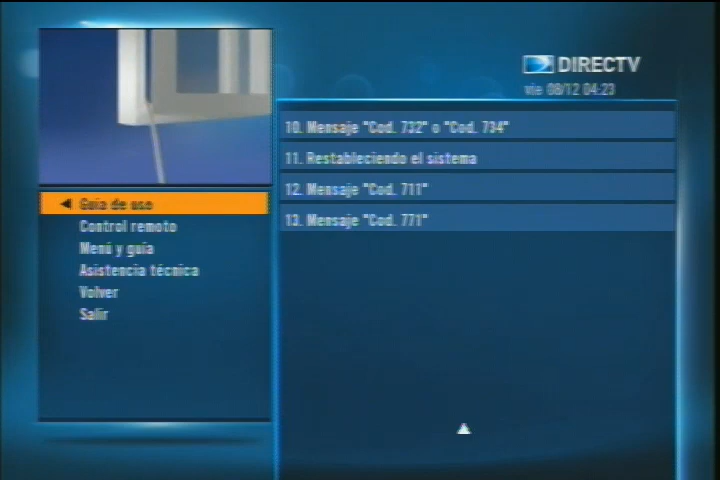 DIRECTV
vie 08/12 04:23
Guía de uso
Control remoto
Menú y guía
Asistencia técnica
Volver
Salir
10. Mensaje "Cod. 732" o "Cod. 734"
11. Restableciendo el sistema
12. Mensaje "Cod. 711"
13. Mensaje "Cod. 771"